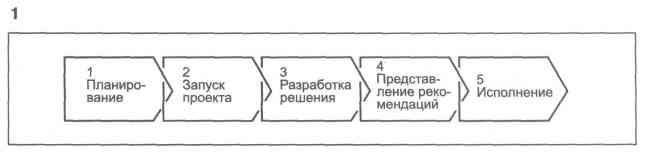 1
1
Планиро-
вание
2
Запуск
проекта
3
Разработка
решения
4
Представ-
ление реко-
мендаций
5
Исполнение